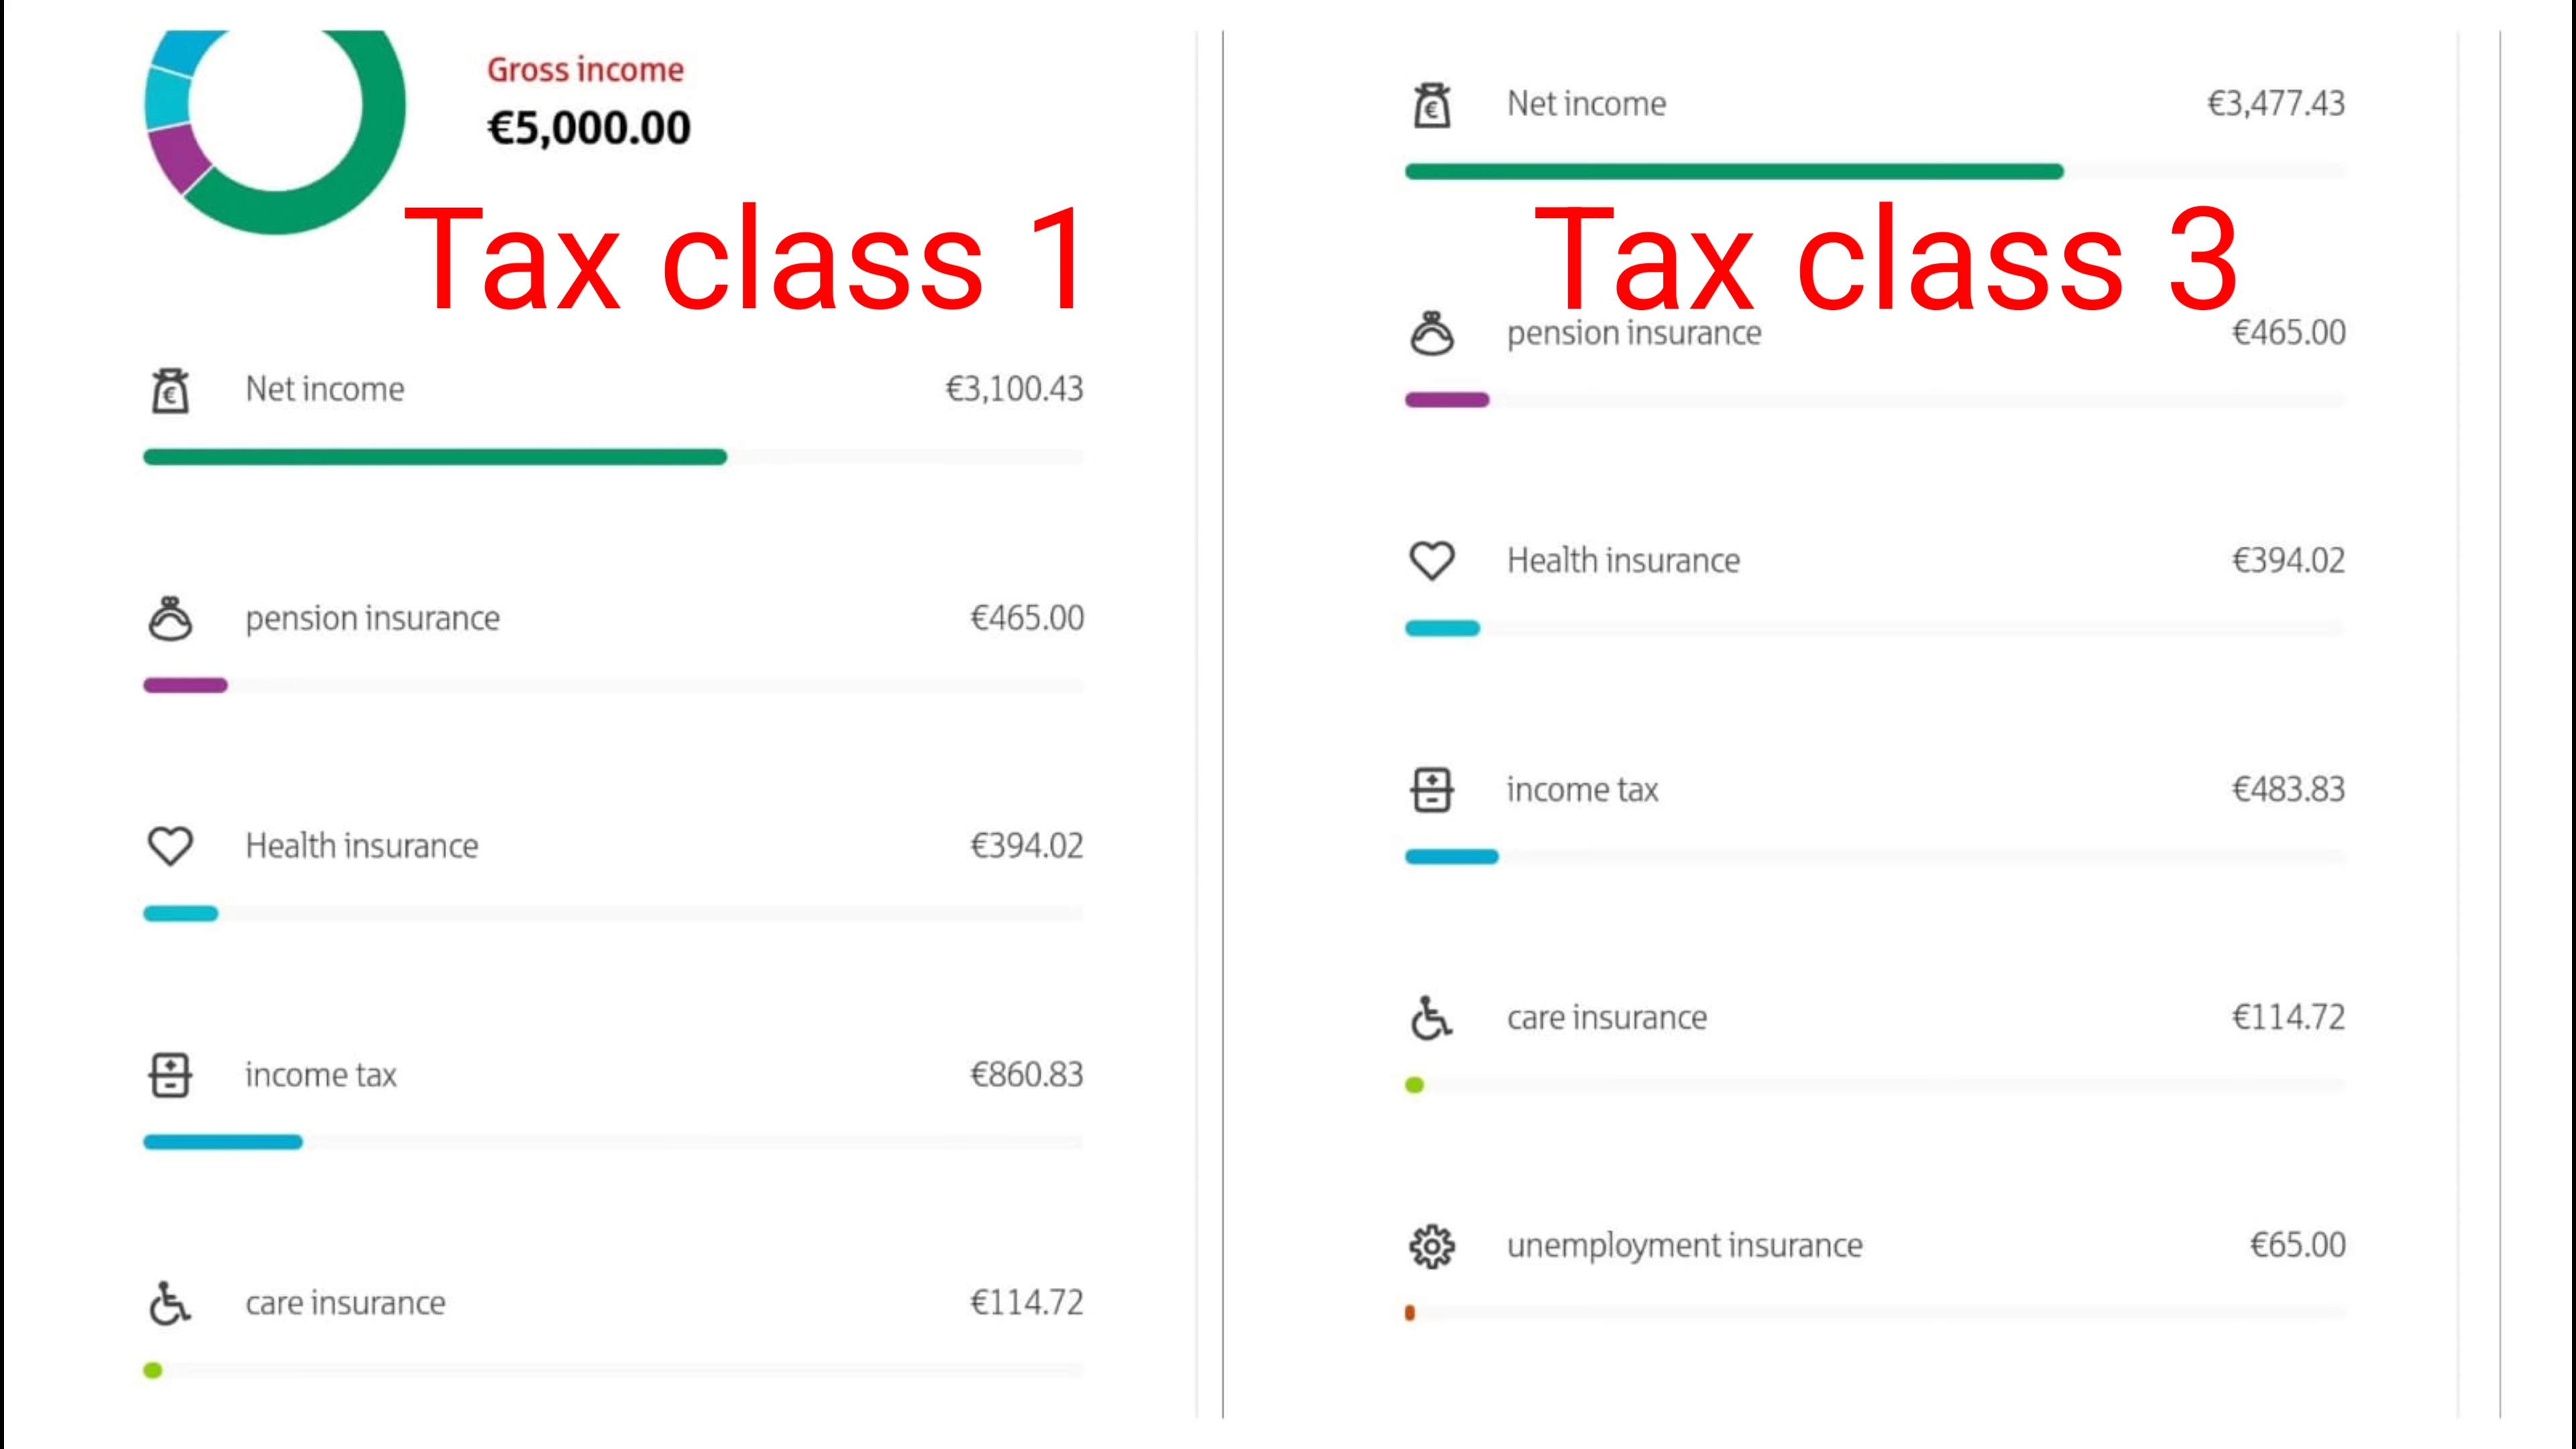 Gross income
€5,000.00
Tax class 1
Net income €3,100.43
pension insurance €465.00
Health insurance €394.02
income tax €860.83
care insurance €114.72
Net income €3,477.43
Tax class 3
pension insurance €465.00
Health insurance €394.02
income tax €483.83
care insurance €114.72
unemployment insurance €65.00